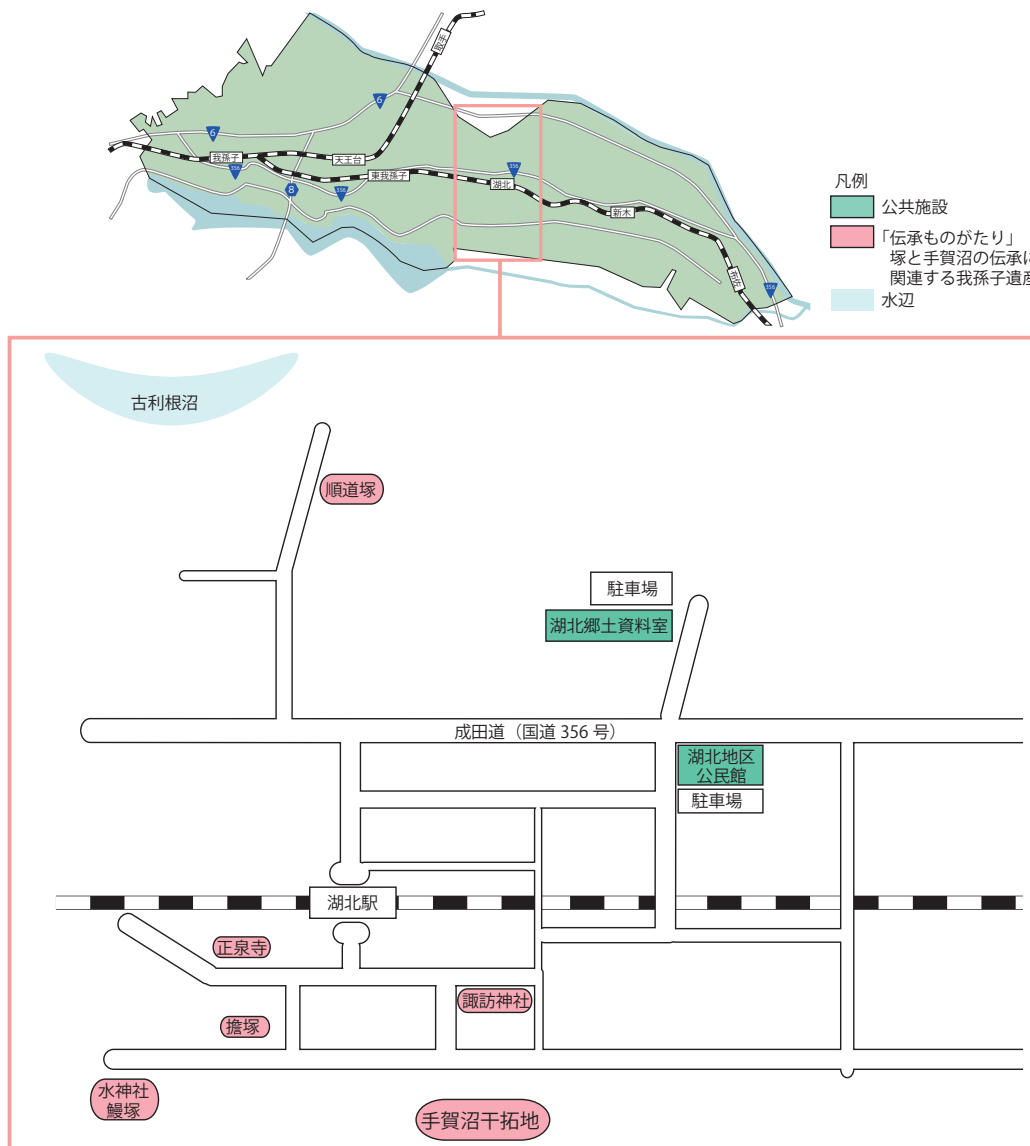 取手
6
6
我孫子
天王台
356
東我孫子
356
湖北
8
356
新木
布佐
356
凡例
公共施設
「伝承ものがたり」
塚と手賀沼の伝承に
関連する我孫子遺産
水辺
古利根沼
順道塚
駐車場
湖北郷土資料室
成田道（国道 356 号）
湖北地区
公民館
駐車場
湖北駅
正泉寺
諏訪神社
擔塚
水神社
鰻塚
手賀沼干拓地